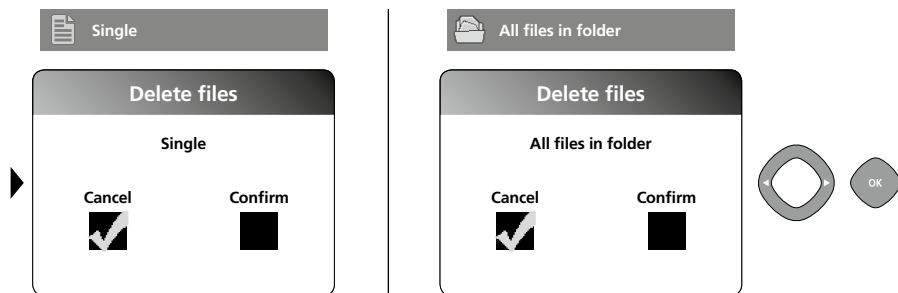 Single
Delete files
Single
Cancel Confirm
All files in folder
Delete files
All files in folder
Cancel Confirm
OK